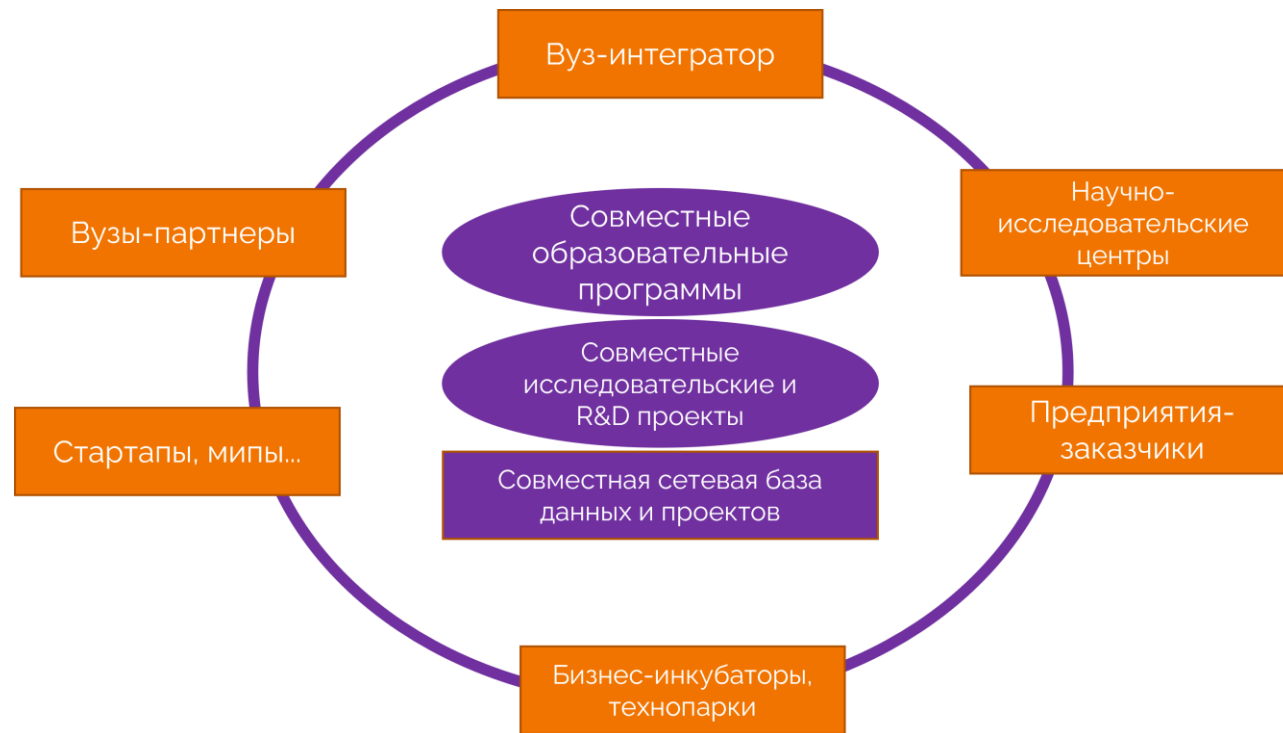 Вуз-интегратор
Вузы-партнеры
Научно-
исследовательские
центры
Совместные
образовательные
программы
Совместные
исследовательские и
R&D проекты
Стартапы, мипы...
Предприятия-
заказчики
Совместная сетевая база
данных и проектов
Бизнес-инкубаторы,
технопарки